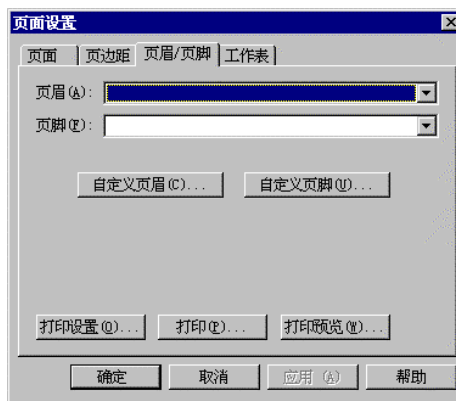 页面设置
页面 页边距 页眉/页脚 工作表
页眉(A):
页脚(F):
自定义页眉(C)... 自定义页脚(U)...
打印设置(O)... 打印(P)... 打印预览(W)...
确定 取消 应用 (A) 帮助